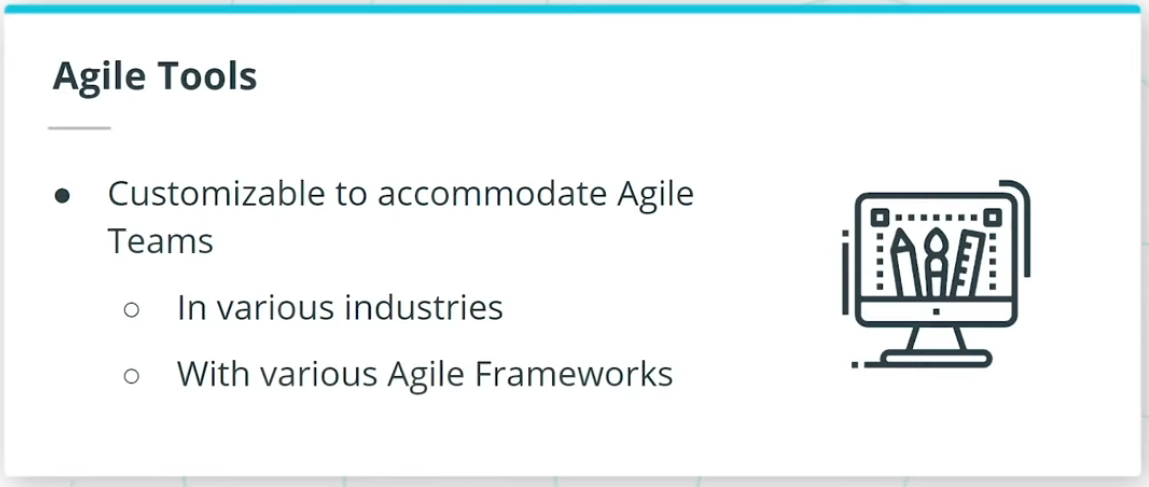 Agile Tools
● Customizable to accommodate Agile
Teams
○ In various industries
○ With various Agile Frameworks